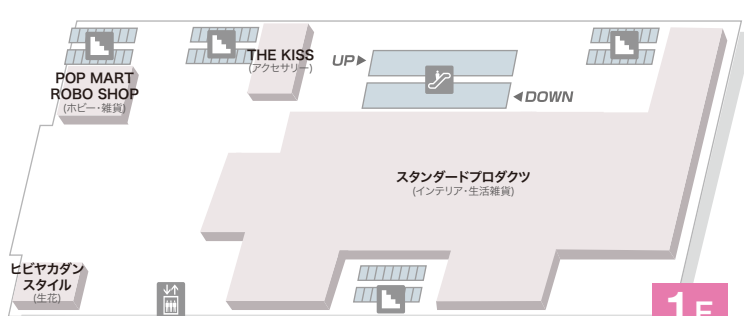 THE KISS
(アクセサリー)
UP
POP MART
ROBO SHOP
(ホビー・雑貨)
DOWN
スタンダードプロダクツ
(インテリア・生活雑貨)
ヒビヤカダン
スタイル
(生花)
1F